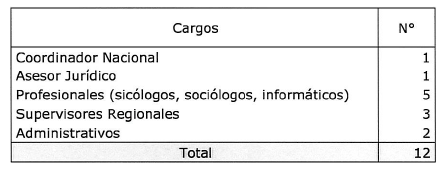 Cargos N°
Coordinador Nacional 1
Asesor Jurídico 1
Profesionales (sicólogos, sociólogos, informáticos) 5
Supervisores Regionales 3
Administrativos 2
Total 12